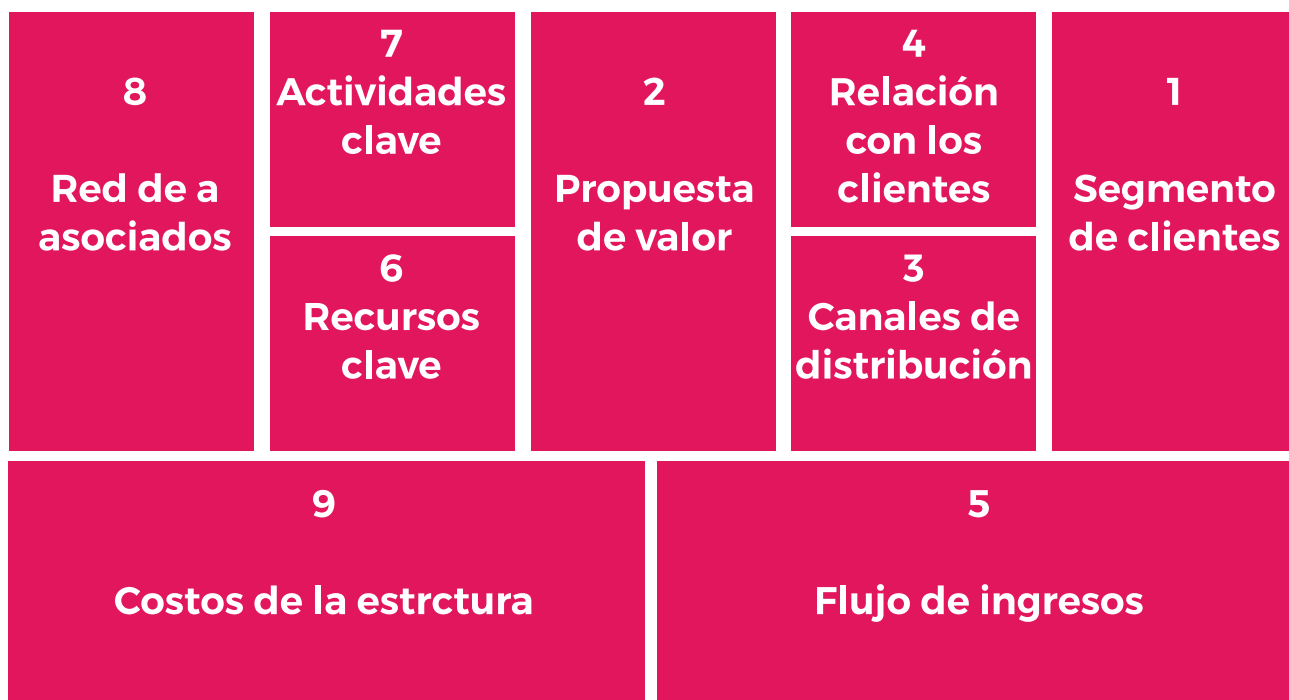 8
Red de a
asociados
7
Actividades
clave
6
Recursos
clave
2
Propuesta
de valor
4
Relación
con los
clientes
3
Canales de
distribución
1
Segmento
de clientes
9
Costos de la estrctura
5
Flujo de ingresos